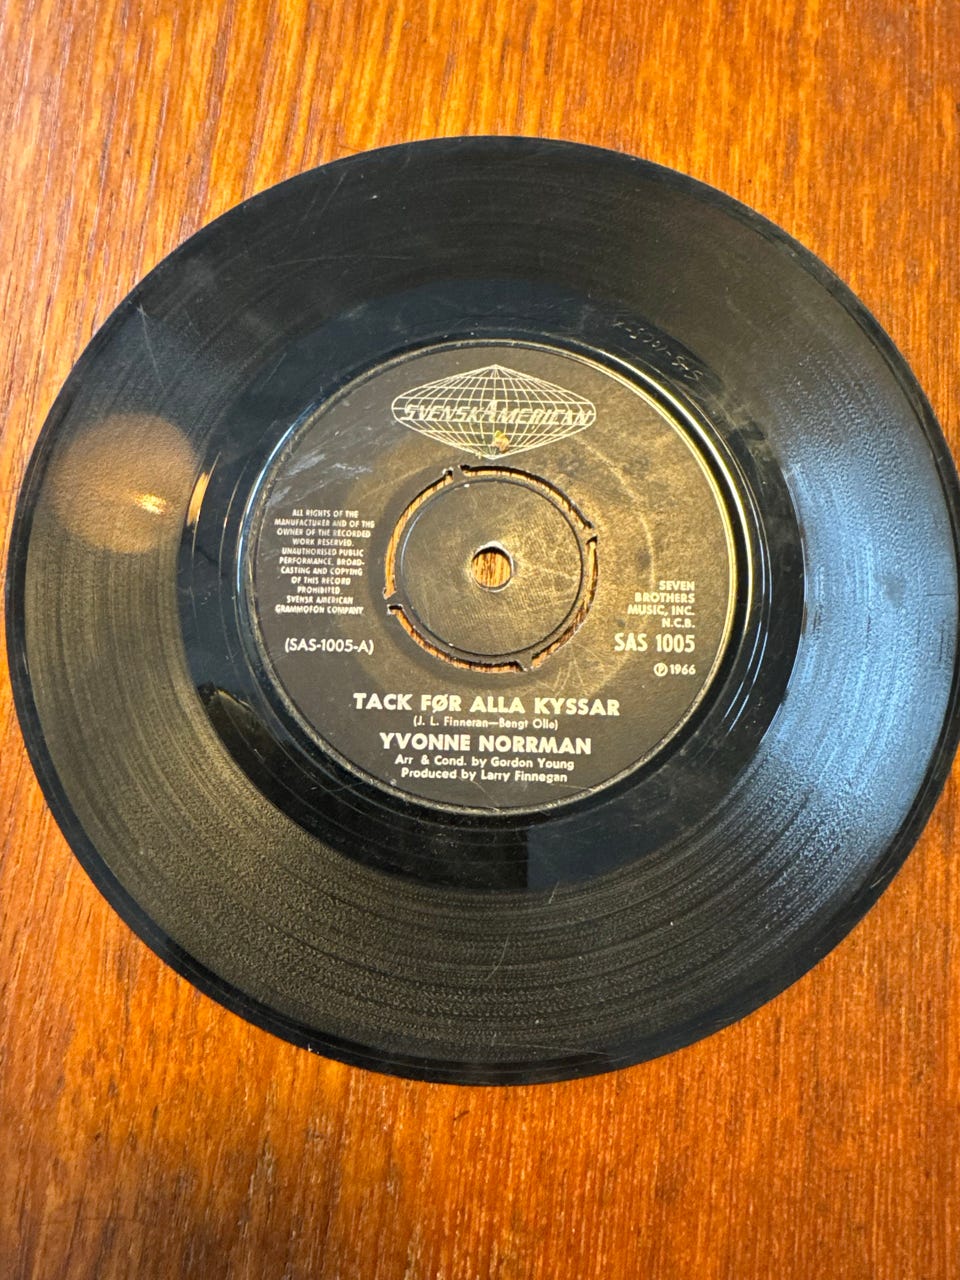 SVENSKAMERICAN
ALL RIGHTS OF THE
MANUFACTURER AND OF THE
OWNER OF THE RECORDED
WORK RESERVED.
UNAUTHORISED PUBLIC
PERFORMANCE, BROAD-
CASTING AND COPYING
OF THIS RECORD
PROHIBITED
SVENSK AMERICAN
GRAMMOFON COMPANY
(SAS-1005-A)
SEVEN
BROTHERS
MUSIC, INC.
N.C.B.
SAS 1005
℗ 1966
TACK FØR ALLA KYSSAR
(J. L. Finneran—Bengt Olle)
YVONNE NORRMAN
Arr & Cond. by Gordon Young
Produced by Larry Finnegan